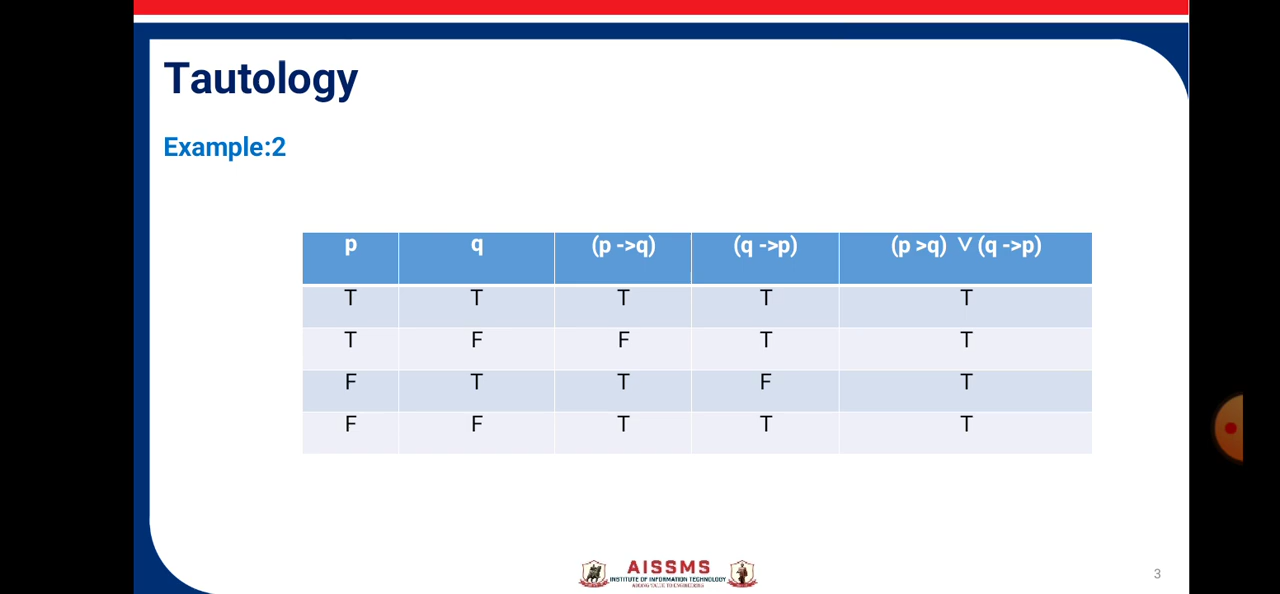 Tautology
Example:2
p q (p ->q) (q ->p) (p >q) ∨ (q ->p)
T T T T T
T F F T T
F T T F T
F F T T T
AISSMS
INSTITUTE OF INFORMATION TECHNOLOGY
3